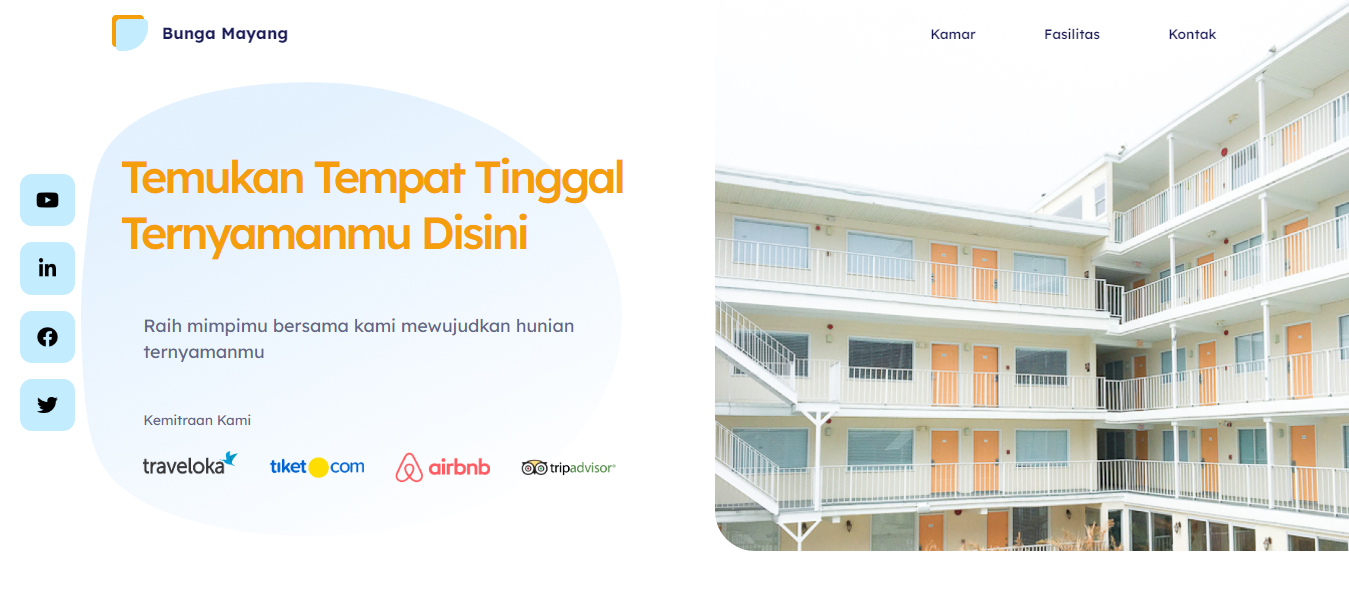 Bunga Mayang
Kamar
Fasilitas
Kontak
Temukan Tempat Tinggal
Ternyamanmu Disini
Raih mimpimu bersama kami mewujudkan hunian
ternyamanmu
Kemitraan Kami
traveloka
tiket.com
airbnb
tripadvisor